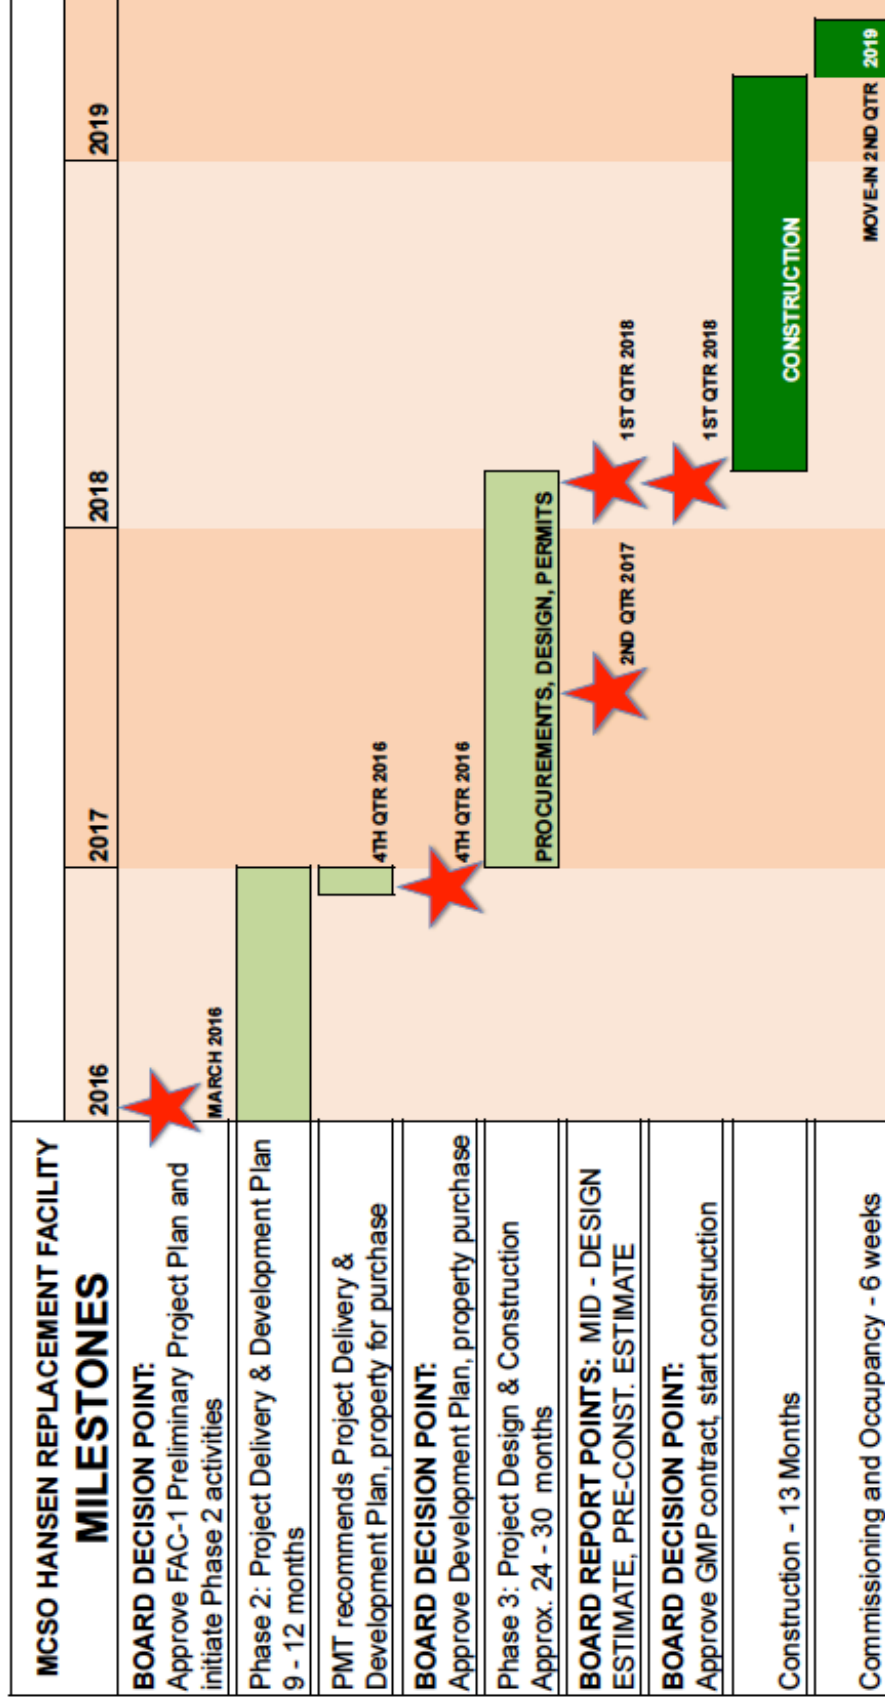 MCSO HANSEN REPLACEMENT FACILITY
MILESTONES
2016
2017
2018
2019
BOARD DECISION POINT:
Approve FAC-1 Preliminary Project Plan and
initiate Phase 2 activities
MARCH 2016
Phase 2: Project Delivery & Development Plan
9 - 12 months
PMT recommends Project Delivery &
Development Plan, property for purchase
4TH QTR 2016
BOARD DECISION POINT:
Approve Development Plan, property purchase
4TH QTR 2016
Phase 3: Project Design & Construction
Approx. 24 - 30 months
PROCUREMENTS, DESIGN, PERMITS
BOARD REPORT POINTS: MID - DESIGN
ESTIMATE, PRE-CONST. ESTIMATE
2ND QTR 2017
1ST QTR 2018
BOARD DECISION POINT:
Approve GMP contract, start construction
1ST QTR 2018
Construction - 13 Months
CONSTRUCTION
Commissioning and Occupancy - 6 weeks
MOVE-IN 2ND QTR 2019